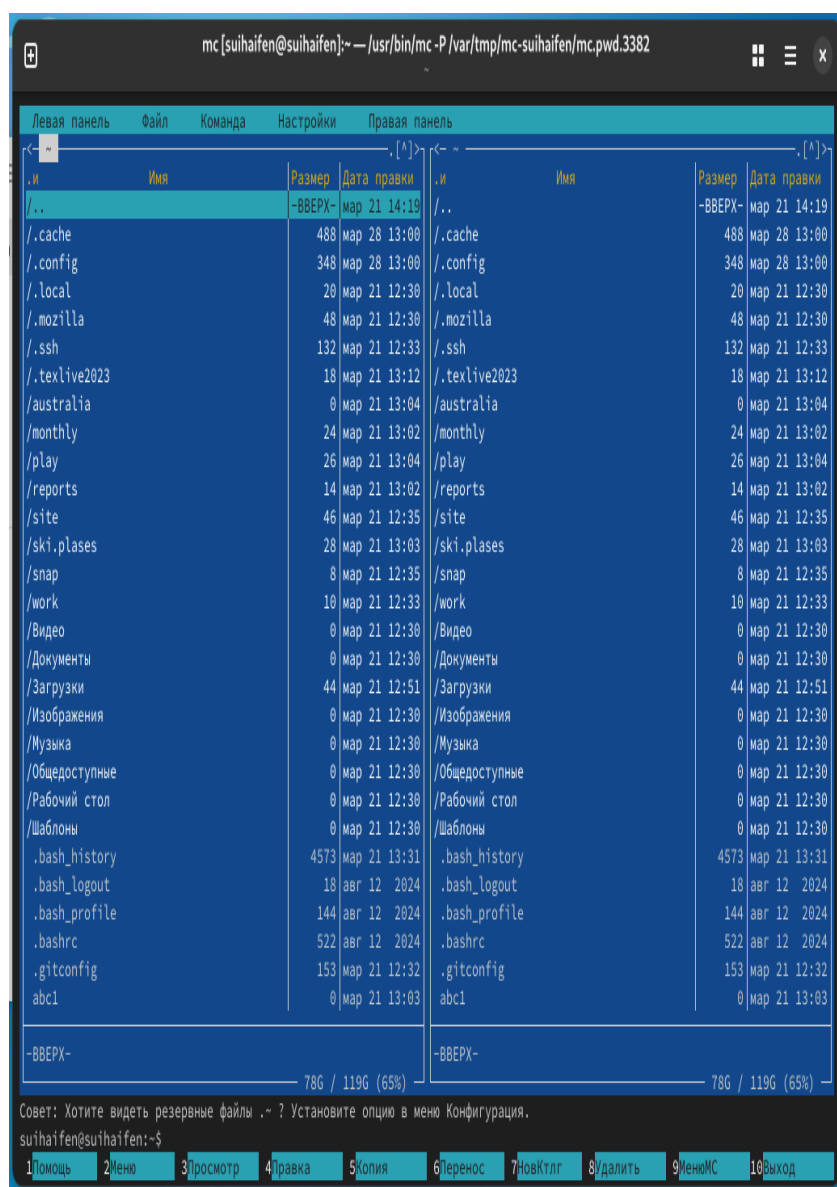 mc [suihaifen@suihaifen]:~ — /usr/bin/mc -P /var/tmp/mc-suihaifen/mc.pwd.3382
~
Левая панель Файл Команда Настройки Правая панель
<- ~ .[^]> <- ~ .[^]>
.и Имя Размер Дата правки .и Имя Размер Дата правки
/.. -ВВЕРХ- мар 21 14:19 /.. -ВВЕРХ- мар 21 14:19
/.cache 488 мар 28 13:00 /.cache 488 мар 28 13:00
/.config 348 мар 28 13:00 /.config 348 мар 28 13:00
/.local 20 мар 21 12:30 /.local 20 мар 21 12:30
/.mozilla 48 мар 21 12:30 /.mozilla 48 мар 21 12:30
/.ssh 132 мар 21 12:33 /.ssh 132 мар 21 12:33
/.texlive2023 18 мар 21 13:12 /.texlive2023 18 мар 21 13:12
/australia 0 мар 21 13:04 /australia 0 мар 21 13:04
/monthly 24 мар 21 13:02 /monthly 24 мар 21 13:02
/play 26 мар 21 13:04 /play 26 мар 21 13:04
/reports 14 мар 21 13:02 /reports 14 мар 21 13:02
/site 46 мар 21 12:35 /site 46 мар 21 12:35
/ski.plases 28 мар 21 13:03 /ski.plases 28 мар 21 13:03
/snap 8 мар 21 12:35 /snap 8 мар 21 12:35
/work 10 мар 21 12:33 /work 10 мар 21 12:33
/Видео 0 мар 21 12:30 /Видео 0 мар 21 12:30
/Документы 0 мар 21 12:30 /Документы 0 мар 21 12:30
/Загрузки 44 мар 21 12:51 /Загрузки 44 мар 21 12:51
/Изображения 0 мар 21 12:30 /Изображения 0 мар 21 12:30
/Музыка 0 мар 21 12:30 /Музыка 0 мар 21 12:30
/Общедоступные 0 мар 21 12:30 /Общедоступные 0 мар 21 12:30
/Рабочий стол 0 мар 21 12:30 /Рабочий стол 0 мар 21 12:30
/Шаблоны 0 мар 21 12:30 /Шаблоны 0 мар 21 12:30
.bash_history 4573 мар 21 13:31 .bash_history 4573 мар 21 13:31
.bash_logout 18 авг 12 2024 .bash_logout 18 авг 12 2024
.bash_profile 144 авг 12 2024 .bash_profile 144 авг 12 2024
.bashrc 522 авг 12 2024 .bashrc 522 авг 12 2024
.gitconfig 153 мар 21 12:32 .gitconfig 153 мар 21 12:32
abc1 0 мар 21 13:03 abc1 0 мар 21 13:03
-ВВЕРХ- -ВВЕРХ-
78G / 119G (65%) 78G / 119G (65%)
Совет: Хотите видеть резервные файлы .~ ? Установите опцию в меню Конфигурация.
suihaifen@suihaifen:~$
1Помощь 2Меню 3Просмотр 4Правка 5Копия 6Перенос 7НовКтлг 8Удалить 9МенюМС 10Выход